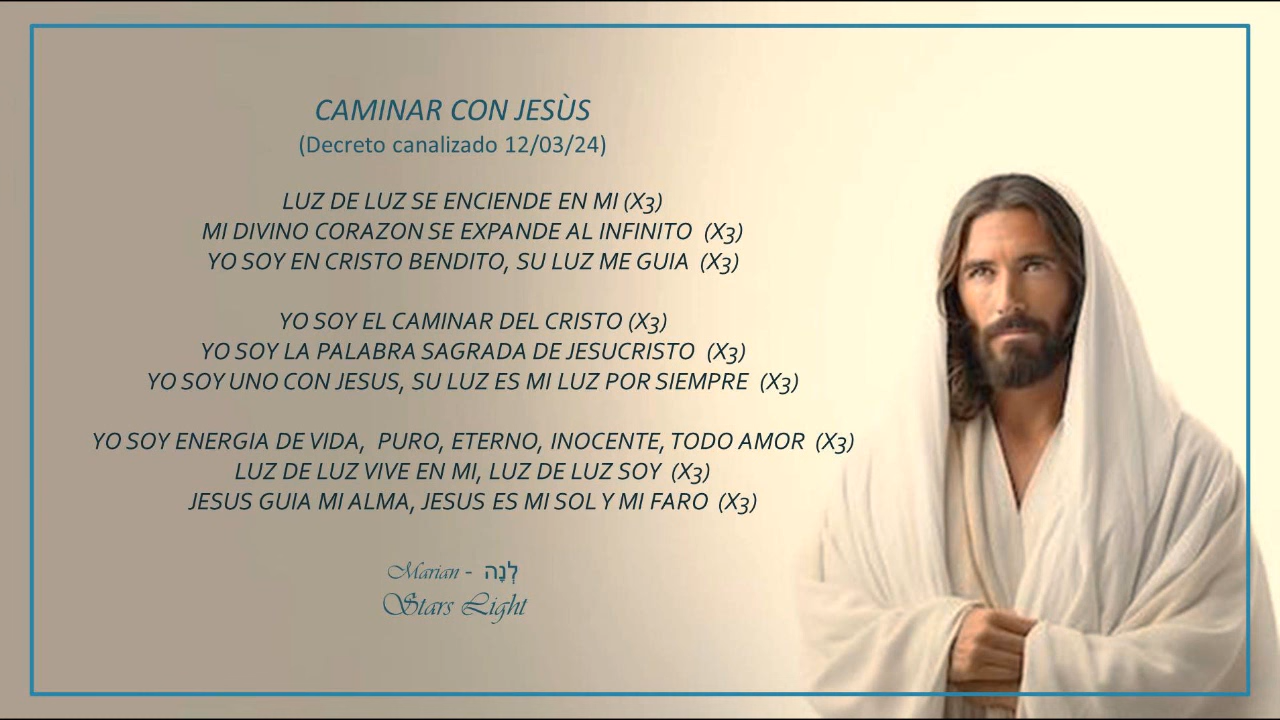 CAMINAR CON JESÙS
(Decreto canalizado 12/03/24)
LUZ DE LUZ SE ENCIENDE EN MI (X3)
MI DIVINO CORAZON SE EXPANDE AL INFINITO (X3)
YO SOY EN CRISTO BENDITO, SU LUZ ME GUIA (X3)
YO SOY EL CAMINAR DEL CRISTO (X3)
YO SOY LA PALABRA SAGRADA DE JESUCRISTO (X3)
YO SOY UNO CON JESUS, SU LUZ ES MI LUZ POR SIEMPRE (X3)
YO SOY ENERGIA DE VIDA, PURO, ETERNO, INOCENTE, TODO AMOR (X3)
LUZ DE LUZ VIVE EN MI, LUZ DE LUZ SOY (X3)
JESUS GUIA MI ALMA, JESUS ES MI SOL Y MI FARO (X3)
Marian - לְנָה
Stars Light